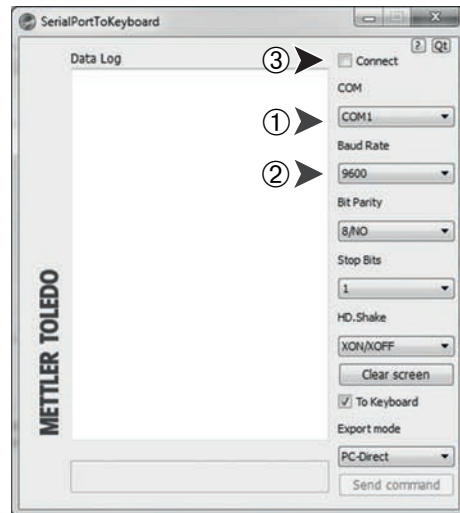 SerialPortToKeyboard
? Qt
Data Log
③
Connect
COM
①
COM1
Baud Rate
②
9600
Bit Parity
8/NO
Stop Bits
1
HD.Shake
XON/XOFF
Clear screen
To Keyboard
Export mode
PC-Direct
Send command
METTLER TOLEDO